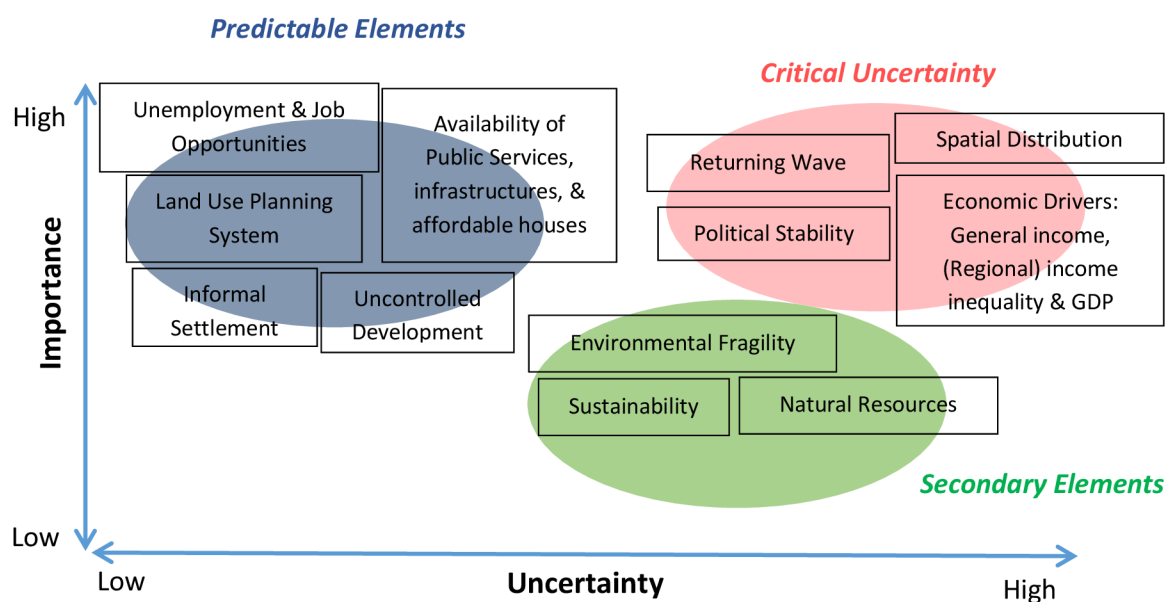 Predictable Elements
Critical Uncertainty
High
Unemployment & Job
Opportunities
Availability of
Public Services,
infrastructures, &
affordable houses
Returning Wave
Spatial Distribution
Land Use Planning
System
Political Stability
Economic Drivers:
General income,
(Regional) income
inequality & GDP
Importance
Informal
Settlement
Uncontrolled
Development
Environmental Fragility
Sustainability
Natural Resources
Secondary Elements
Low
Low
Uncertainty
High